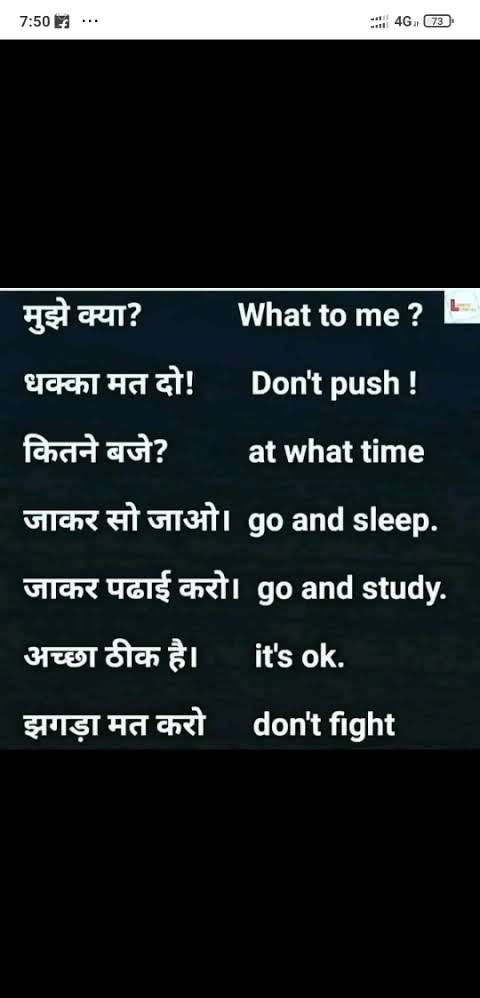 7:50 ... 4G 73
मुझे क्या? What to me ?
धक्का मत दो! Don't push !
कितने बजे? at what time
जाकर सो जाओ। go and sleep.
जाकर पढाई करो। go and study.
अच्छा ठीक है। it's ok.
झगड़ा मत करो don't fight